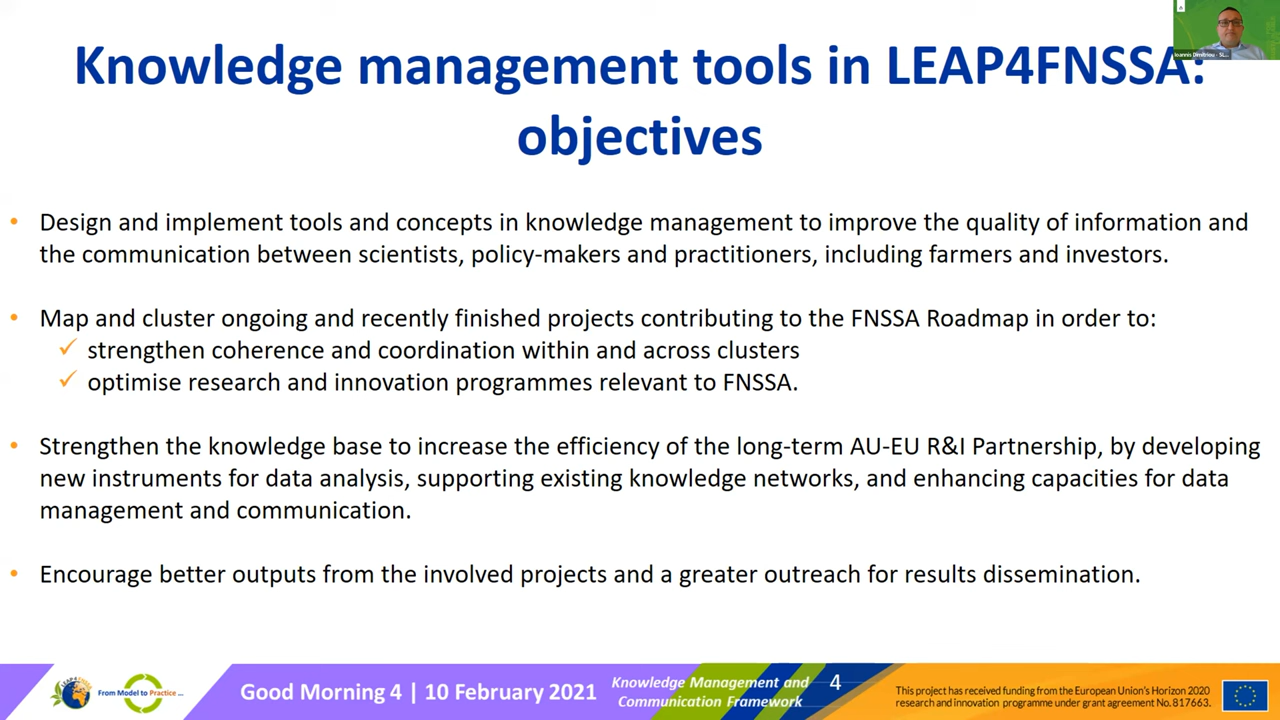 Knowledge management tools in LEAP4FNSSA:
objectives
Ioannis Dimitriou - SL...
• Design and implement tools and concepts in knowledge management to improve the quality of information and
the communication between scientists, policy-makers and practitioners, including farmers and investors.
• Map and cluster ongoing and recently finished projects contributing to the FNSSA Roadmap in order to:
✓ strengthen coherence and coordination within and across clusters
✓ optimise research and innovation programmes relevant to FNSSA.
• Strengthen the knowledge base to increase the efficiency of the long-term AU-EU R&I Partnership, by developing
new instruments for data analysis, supporting existing knowledge networks, and enhancing capacities for data
management and communication.
• Encourage better outputs from the involved projects and a greater outreach for results dissemination.
From Model to Practice ...
Good Morning 4 | 10 February 2021
Knowledge Management and
Communication Framework
4
This project has received funding from the European Union's Horizon 2020
research and innovation programme under grant agreement No. 817663.